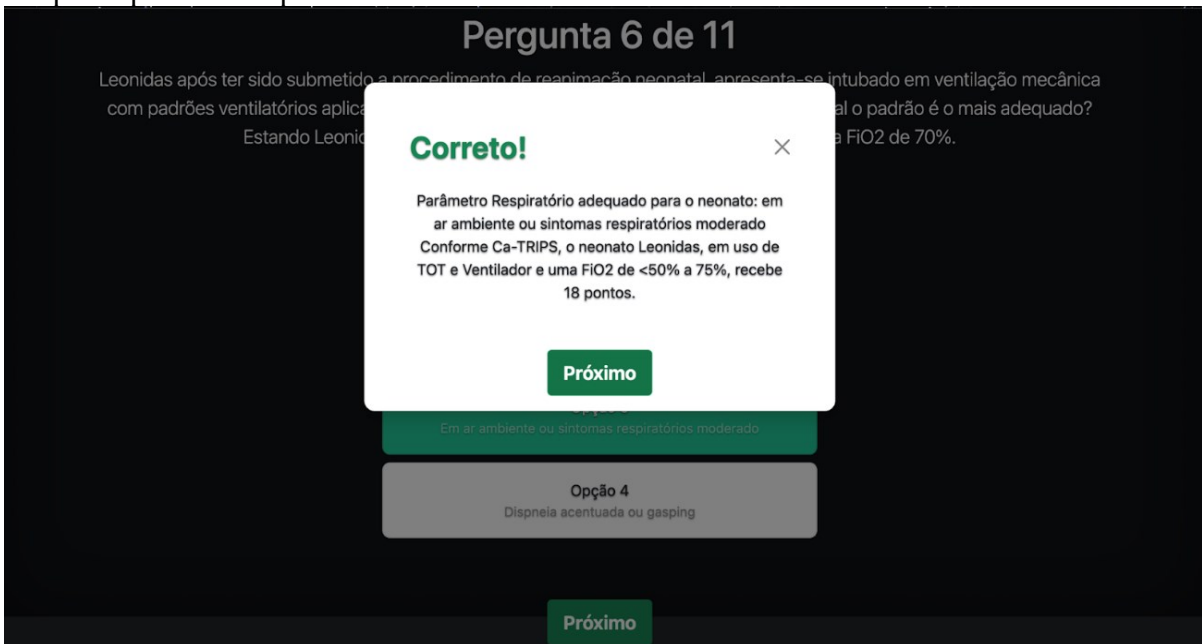 Pergunta 6 de 11
Leonidas após ter sido submetido a procedimento de reanimação neonatal, apresenta-se intubado em ventilação mecânica
com padrões ventilatórios aplica al o padrão é o mais adequado?
Estando Leonid a FiO2 de 70%.
Correto!
Parâmetro Respiratório adequado para o neonato: em
ar ambiente ou sintomas respiratórios moderado
Conforme Ca-TRIPS, o neonato Leonidas, em uso de
TOT e Ventilador e uma FiO2 de <50% a 75%, recebe
18 pontos.
Próximo
Em ar ambiente ou sintomas respiratórios moderado
Opção 4
Dispneia acentuada ou gasping
Próximo